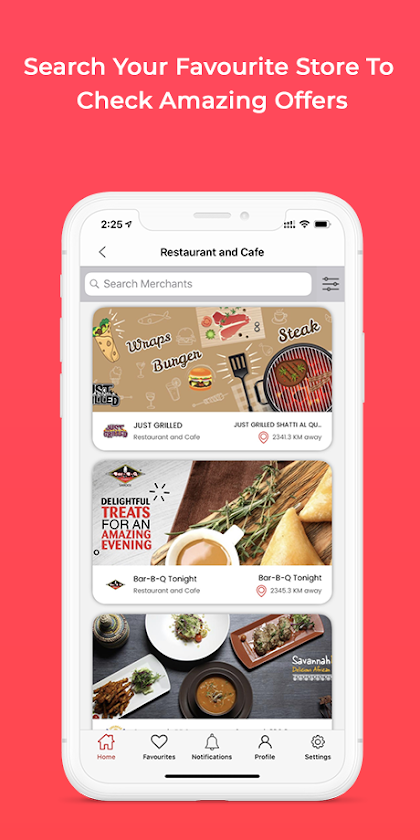 Search Your Favourite Store To
Check Amazing Offers
2:25
Restaurant and Cafe
Search Merchants
Wraps
Burger
Steak
JUST
GRILLED
JUST GRILLED
JUST GRILLED SHATTI AL QU...
Restaurant and Cafe
2341.3 KM away
Bar-B-Q
DELIGHTFUL
TREATS
FOR AN
AMAZING
EVENING
Bar-B-Q Tonight
Bar-B-Q Tonight
Restaurant and Cafe
2345.3 KM away
Savannah
Home
Favourites
Notifications
Profile
Settings